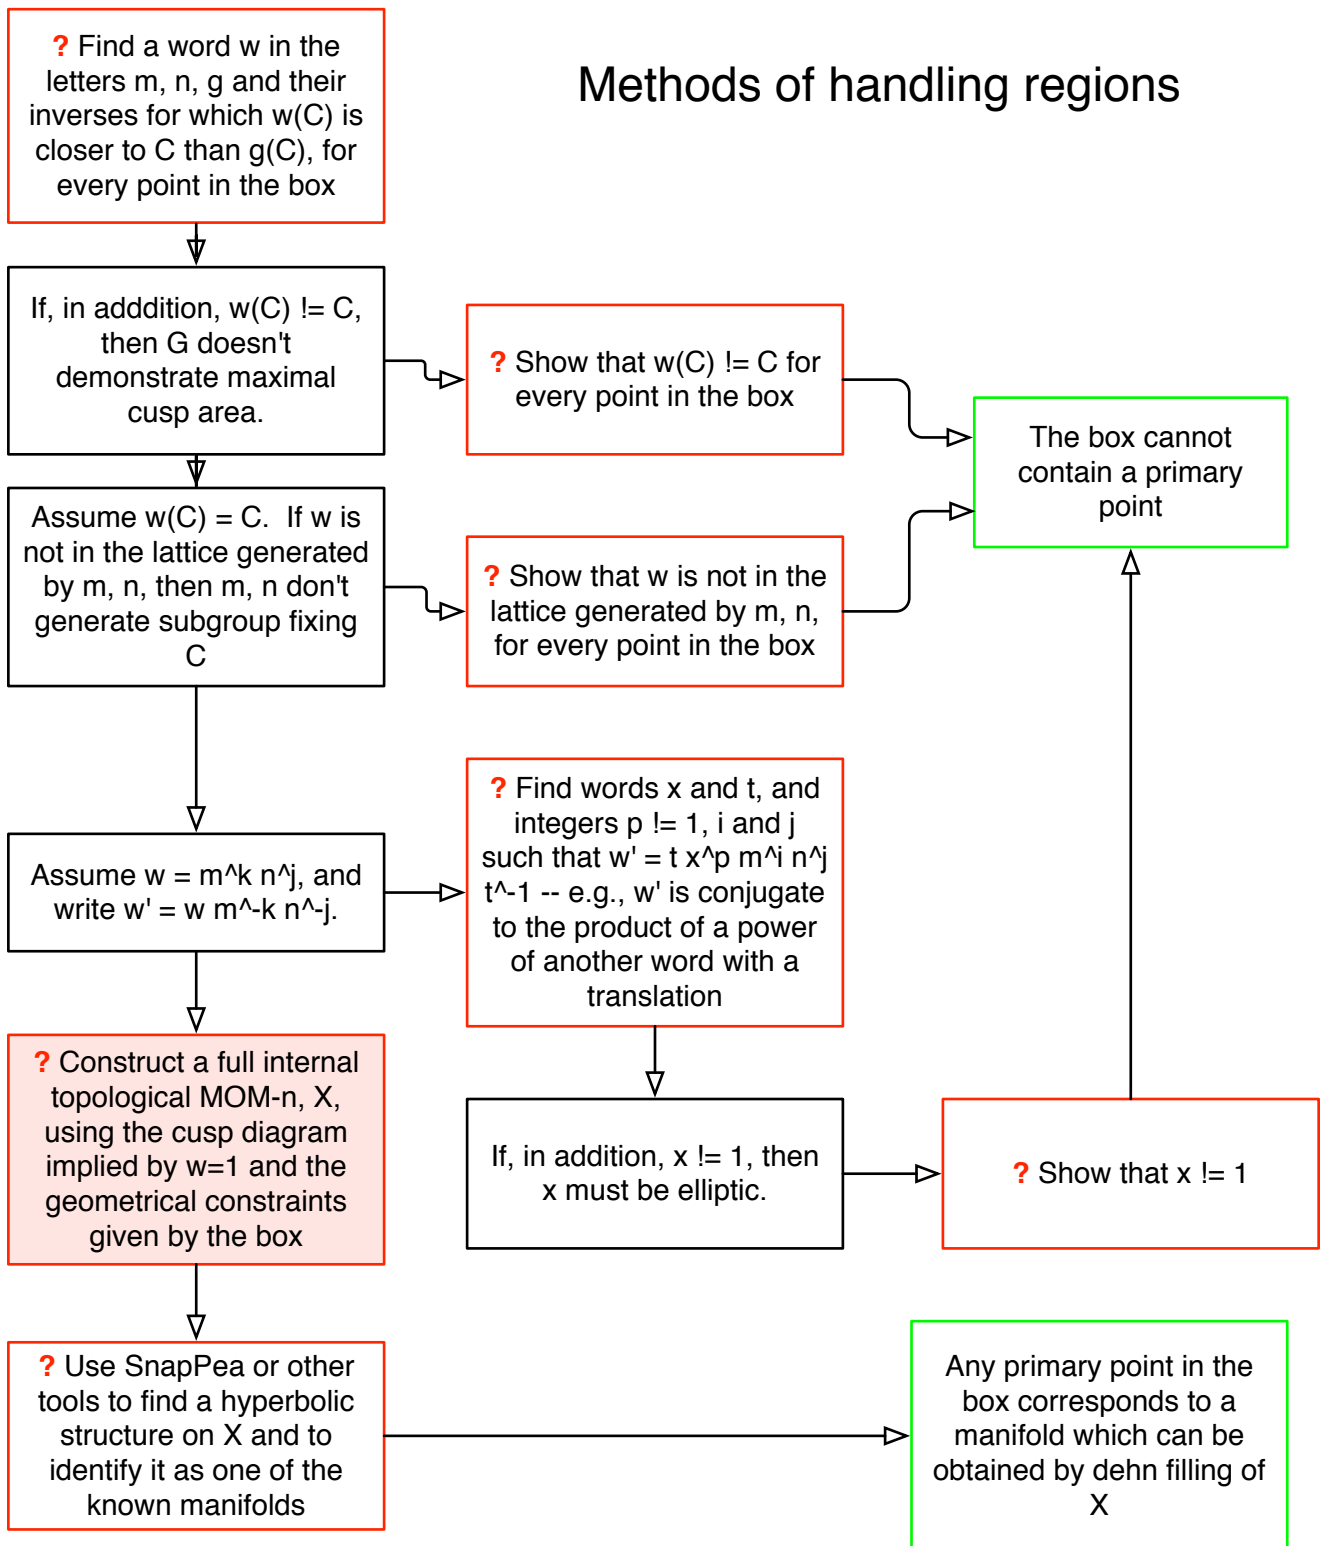 Methods of handling regions
? Find a word w in the
letters m, n, g and their
inverses for which w(C) is
closer to C than g(C), for
every point in the box
If, in adddition, w(C) != C,
then G doesn't
demonstrate maximal
cusp area.
? Show that w(C) != C for
every point in the box
The box cannot
contain a primary
point
Assume w(C) = C. If w is
not in the lattice generated
by m, n, then m, n don't
generate subgroup fixing
C
? Show that w is not in the
lattice generated by m, n,
for every point in the box
Assume w = m^k n^j, and
write w' = w m^-k n^-j.
? Find words x and t, and
integers p != 1, i and j
such that w' = t x^p m^i n^j
t^-1 -- e.g., w' is conjugate
to the product of a power
of another word with a
translation
? Construct a full internal
topological MOM-n, X,
using the cusp diagram
implied by w=1 and the
geometrical constraints
given by the box
If, in addition, x != 1, then
x must be elliptic.
? Show that x != 1
? Use SnapPea or other
tools to find a hyperbolic
structure on X and to
identify it as one of the
known manifolds
Any primary point in the
box corresponds to a
manifold which can be
obtained by dehn filling of
X